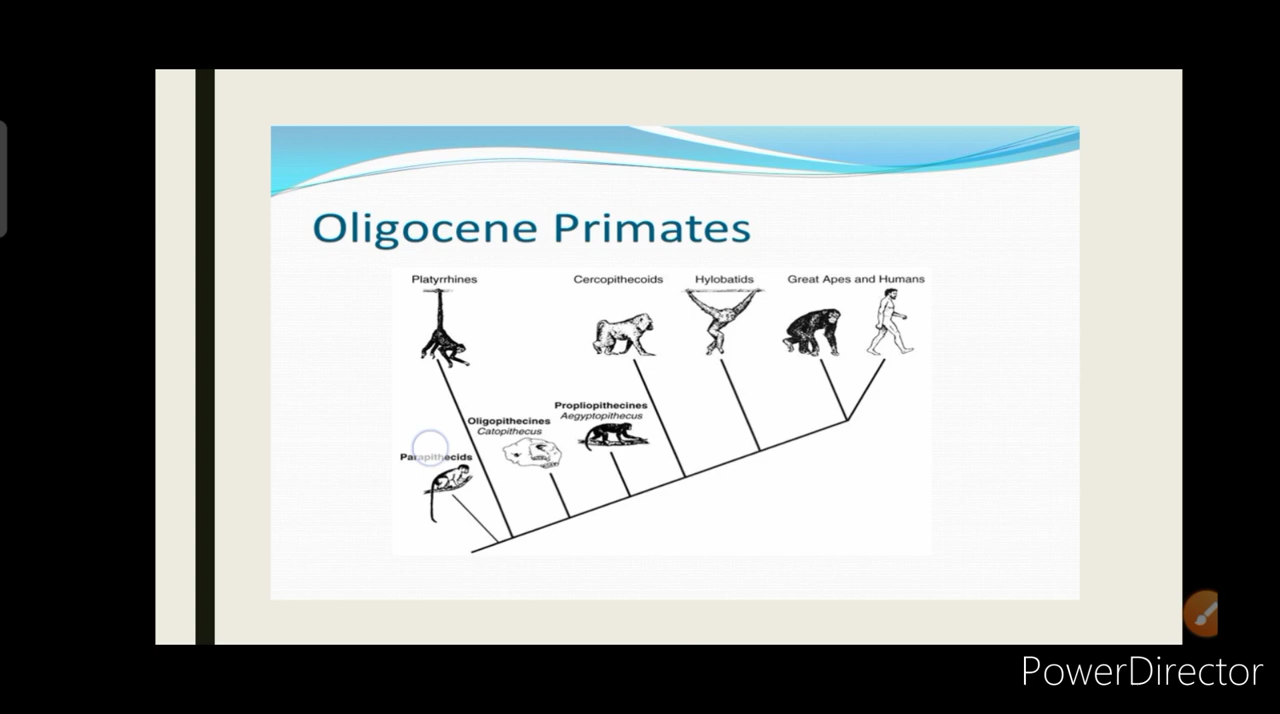 Oligocene Primates
Platyrrhines
Cercopithecoids
Hylobatids
Great Apes and Humans
Propliopithecines
Aegyptopithecus
Oligopithecines
Catopithecus
Parapithecids
PowerDirector